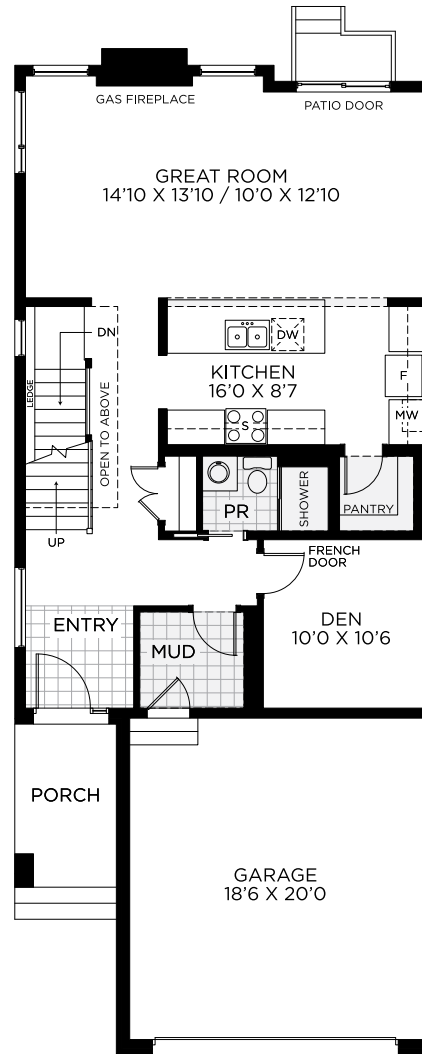 GAS FIREPLACE
PATIO DOOR
GREAT ROOM
14'10 X 13'10 / 10'0 X 12'10
DN
DW
KITCHEN
16'0 X 8'7
F
LEDGE
OPEN TO ABOVE
MW
S
UP
PR
SHOWER
PANTRY
FRENCH
DOOR
ENTRY
DEN
10'0 X 10'6
MUD
PORCH
GARAGE
18'6 X 20'0